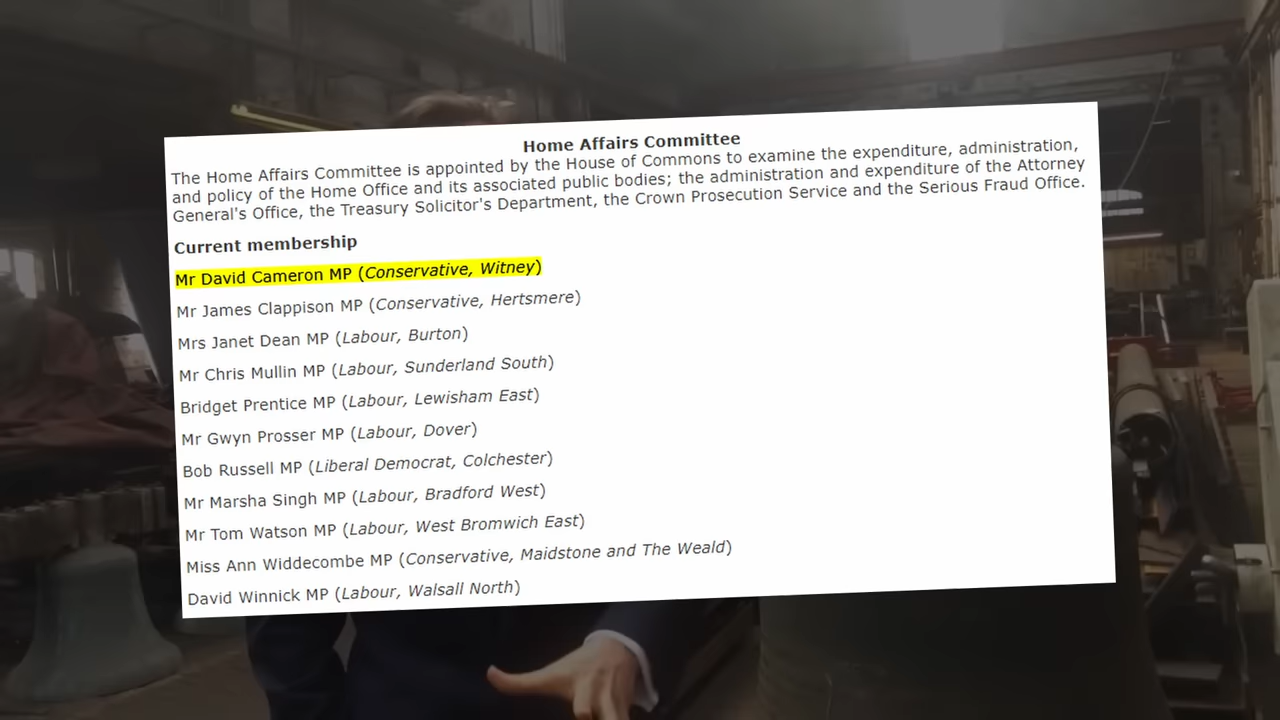 Home Affairs Committee
The Home Affairs Committee is appointed by the House of Commons to examine the expenditure, administration,
and policy of the Home Office and its associated public bodies; the administration and expenditure of the Attorney
General's Office, the Treasury Solicitor's Department, the Crown Prosecution Service and the Serious Fraud Office.
Current membership
Mr David Cameron MP (Conservative, Witney)
Mr James Clappison MP (Conservative, Hertsmere)
Mrs Janet Dean MP (Labour, Burton)
Mr Chris Mullin MP (Labour, Sunderland South)
Bridget Prentice MP (Labour, Lewisham East)
Mr Gwyn Prosser MP (Labour, Dover)
Bob Russell MP (Liberal Democrat, Colchester)
Mr Marsha Singh MP (Labour, Bradford West)
Mr Tom Watson MP (Labour, West Bromwich East)
Miss Ann Widdecombe MP (Conservative, Maidstone and The Weald)
David Winnick MP (Labour, Walsall North)